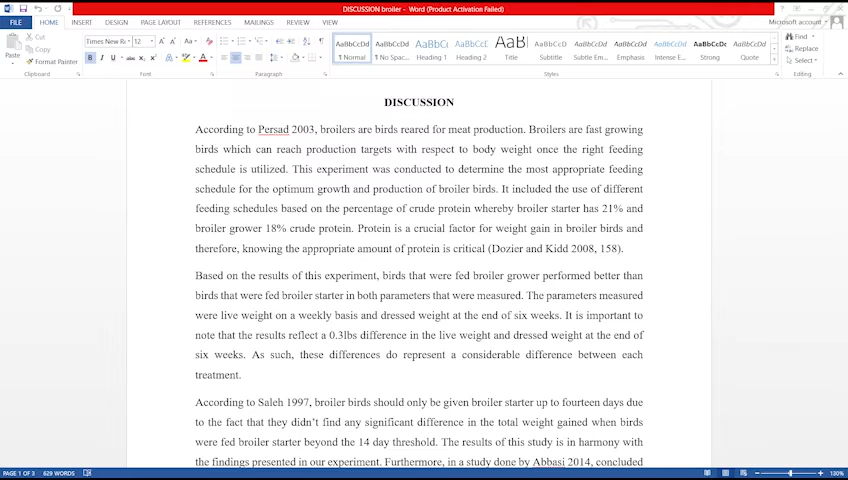 DISCUSSION broiler - Word (Product Activation Failed)
FILE HOME INSERT DESIGN PAGE LAYOUT REFERENCES MAILINGS REVIEW VIEW Microsoft account
Cut
Copy
Format Painter
Paste
Times New R 12
Find
Replace
Select
AaBbCcDd AaBbCcDd AaBbCc AaBbCcD AaB AaBbCcD AaBbCcDd AaBbCcDd AaBbCcDd AaBbCcDc AaBbCcDd
¶ Normal ¶ No Spac... Heading 1 Heading 2 Title Subtitle Subtle Em... Emphasis Intense E... Strong Quote
Clipboard Font Paragraph Styles Editing
DISCUSSION
According to Persad 2003, broilers are birds reared for meat production. Broilers are fast growing
birds which can reach production targets with respect to body weight once the right feeding
schedule is utilized. This experiment was conducted to determine the most appropriate feeding
schedule for the optimum growth and production of broiler birds. It included the use of different
feeding schedules based on the percentage of crude protein whereby broiler starter has 21% and
broiler grower 18% crude protein. Protein is a crucial factor for weight gain in broiler birds and
therefore, knowing the appropriate amount of protein is critical (Dozier and Kidd 2008, 158).
Based on the results of this experiment, birds that were fed broiler grower performed better than
birds that were fed broiler starter in both parameters that were measured. The parameters measured
were live weight on a weekly basis and dressed weight at the end of six weeks. It is important to
note that the results reflect a 0.3lbs difference in the live weight and dressed weight at the end of
six weeks. As such, these differences do represent a considerable difference between each
treatment.
According to Saleh 1997, broiler birds should only be given broiler starter up to fourteen days due
to the fact that they didn’t find any significant difference in the total weight gained when birds
were fed broiler starter beyond the 14 day threshold. The results of this study is in harmony with
the findings presented in our experiment. Furthermore, in a study done by Abbasi 2014, concluded
PAGE 1 OF 3 629 WORDS 130%